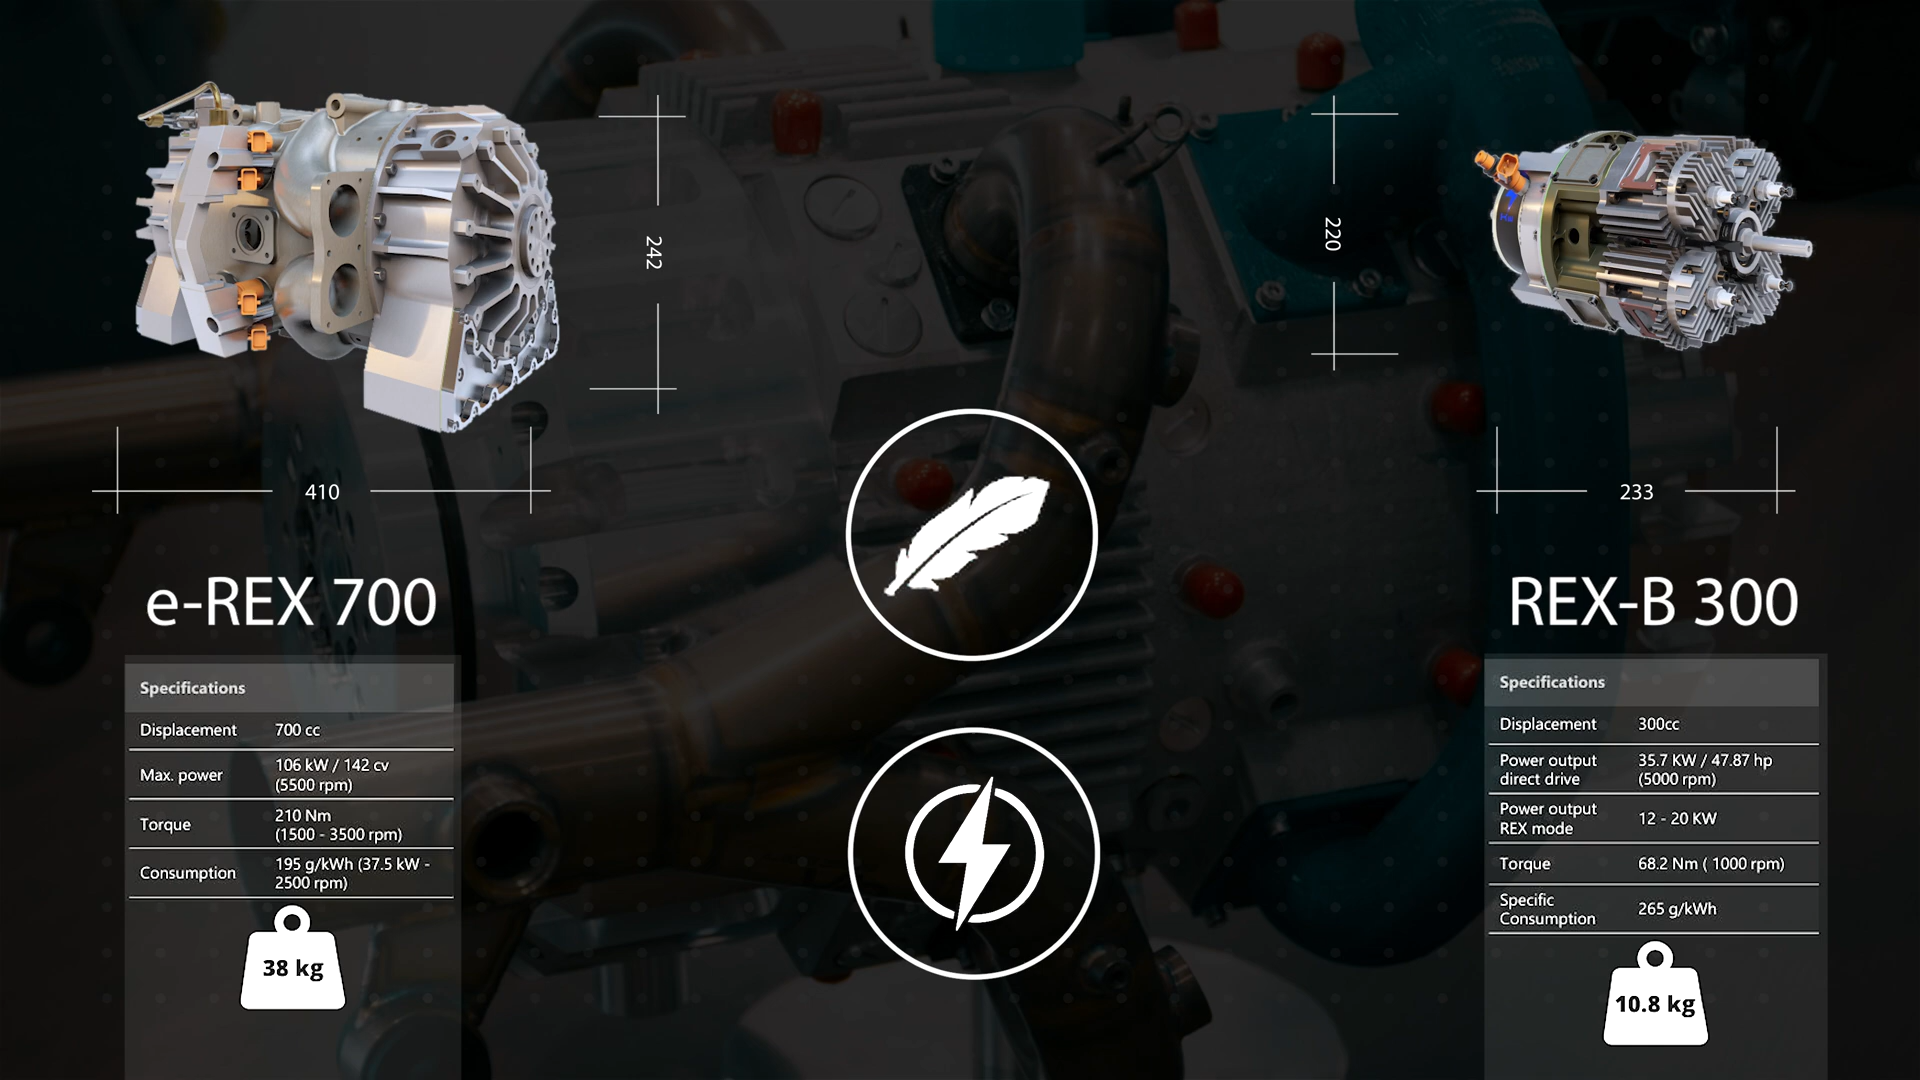 242
410
e-REX 700
Specifications
Displacement 700 cc
Max. power 106 kW / 142 cv
(5500 rpm)
Torque 210 Nm
(1500 - 3500 rpm)
Consumption 195 g/kWh (37.5 kW -
2500 rpm)
38 kg
220
233
REX-B 300
Specifications
Displacement 300cc
Power output
direct drive
35.7 KW / 47.87 hp
(5000 rpm)
Power output
REX mode
12 - 20 KW
Torque 68.2 Nm ( 1000 rpm)
Specific
Consumption
265 g/kWh
10.8 kg